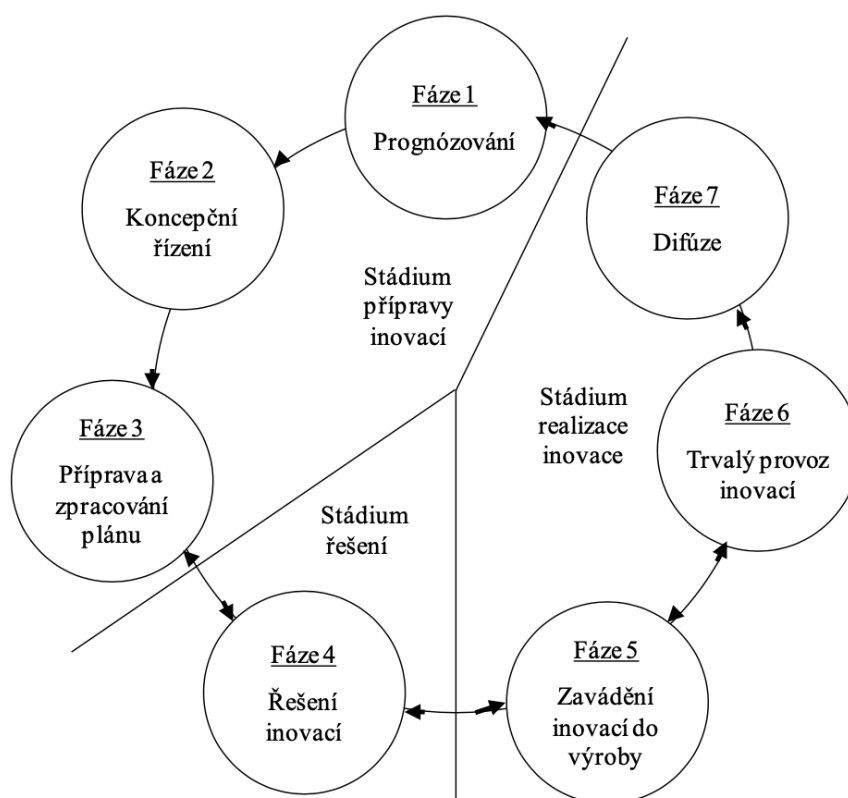 Fáze 1
Prognózování
Fáze 2
Koncepční
řízení
Fáze 7
Difúze
Stádium
přípravy
inovací
Fáze 3
Příprava a
zpracování
plánu
Stádium
realizace
inovace
Fáze 6
Trvalý provoz
inovací
Stádium
řešení
Fáze 4
Řešení
inovací
Fáze 5
Zavádění
inovací do
výroby